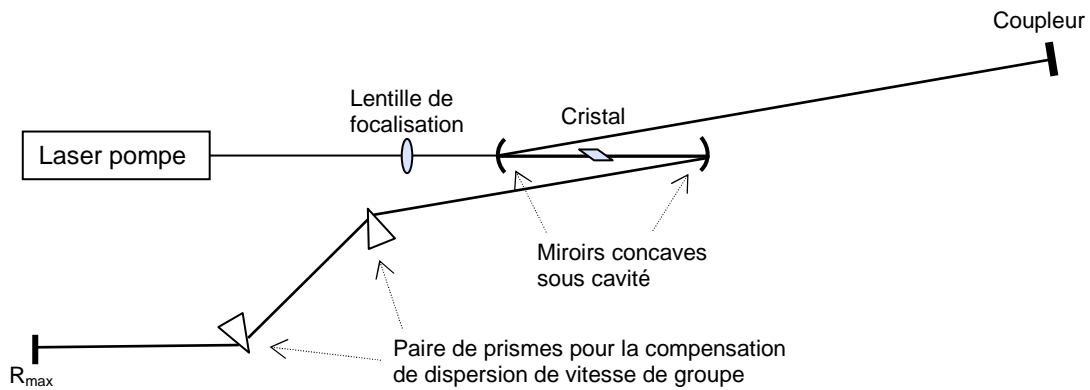 Coupleur
Lentille de
focalisation
Cristal
Laser pompe
Miroirs concaves
sous cavité
Paire de prismes pour la compensation
de dispersion de vitesse de groupe
Rmax